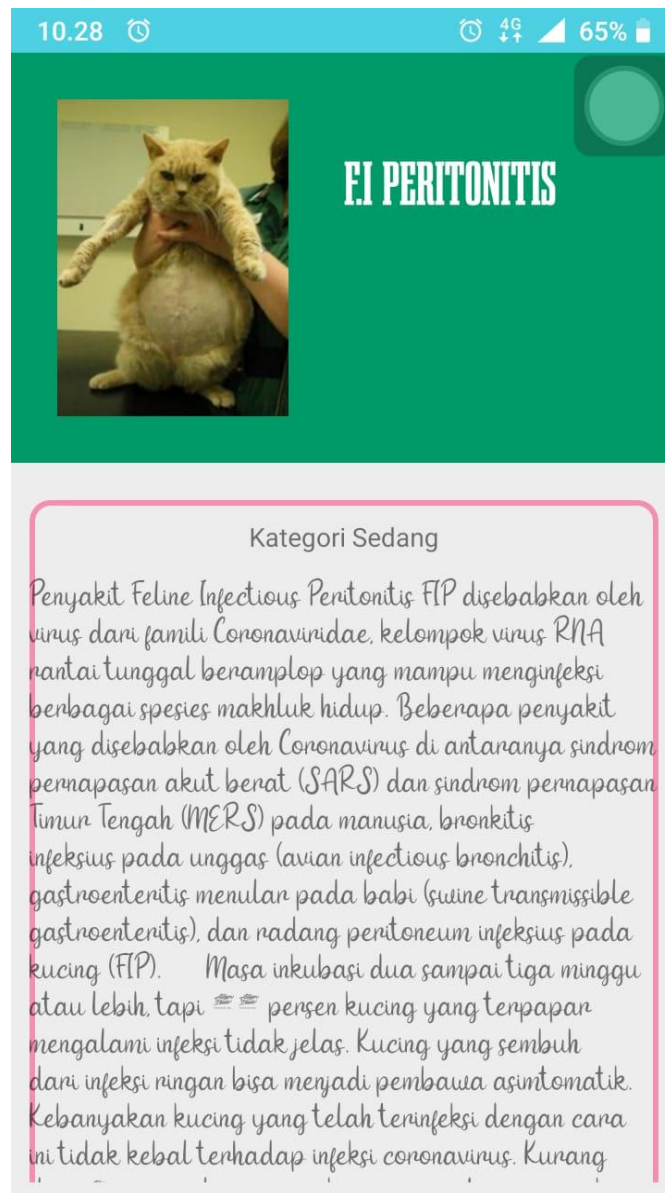 10.28
4G
65%
F.I PERITONITIS
Kategori Sedang
Penyakit Feline Infectious Peritonitis FIP disebabkan oleh
virus dari famili Coronaviridae, kelompok virus RNA
rantai tunggal beramplop yang mampu menginfeksi
berbagai spesies makhluk hidup. Beberapa penyakit
yang disebabkan oleh Coronavirus di antaranya sindrom
pernapasan akut berat (SARS) dan sindrom pernapasan
Timur Tengah (MERS) pada manusia, bronkitis
infeksius pada unggas (avian infectious bronchitis),
gastroenteritis menular pada babi (swine transmissible
gastroenteritis), dan radang peritoneum infeksius pada
kucing (FIP). Masa inkubasi dua sampai tiga minggu
atau lebih, tapi persen kucing yang terpapar
mengalami infeksi tidak jelas. Kucing yang sembuh
dari infeksi ringan bisa menjadi pembawa asimtomatik.
Kebanyakan kucing yang telah terinfeksi dengan cara
ini tidak kebal terhadap infeksi coronavirus. Kurang